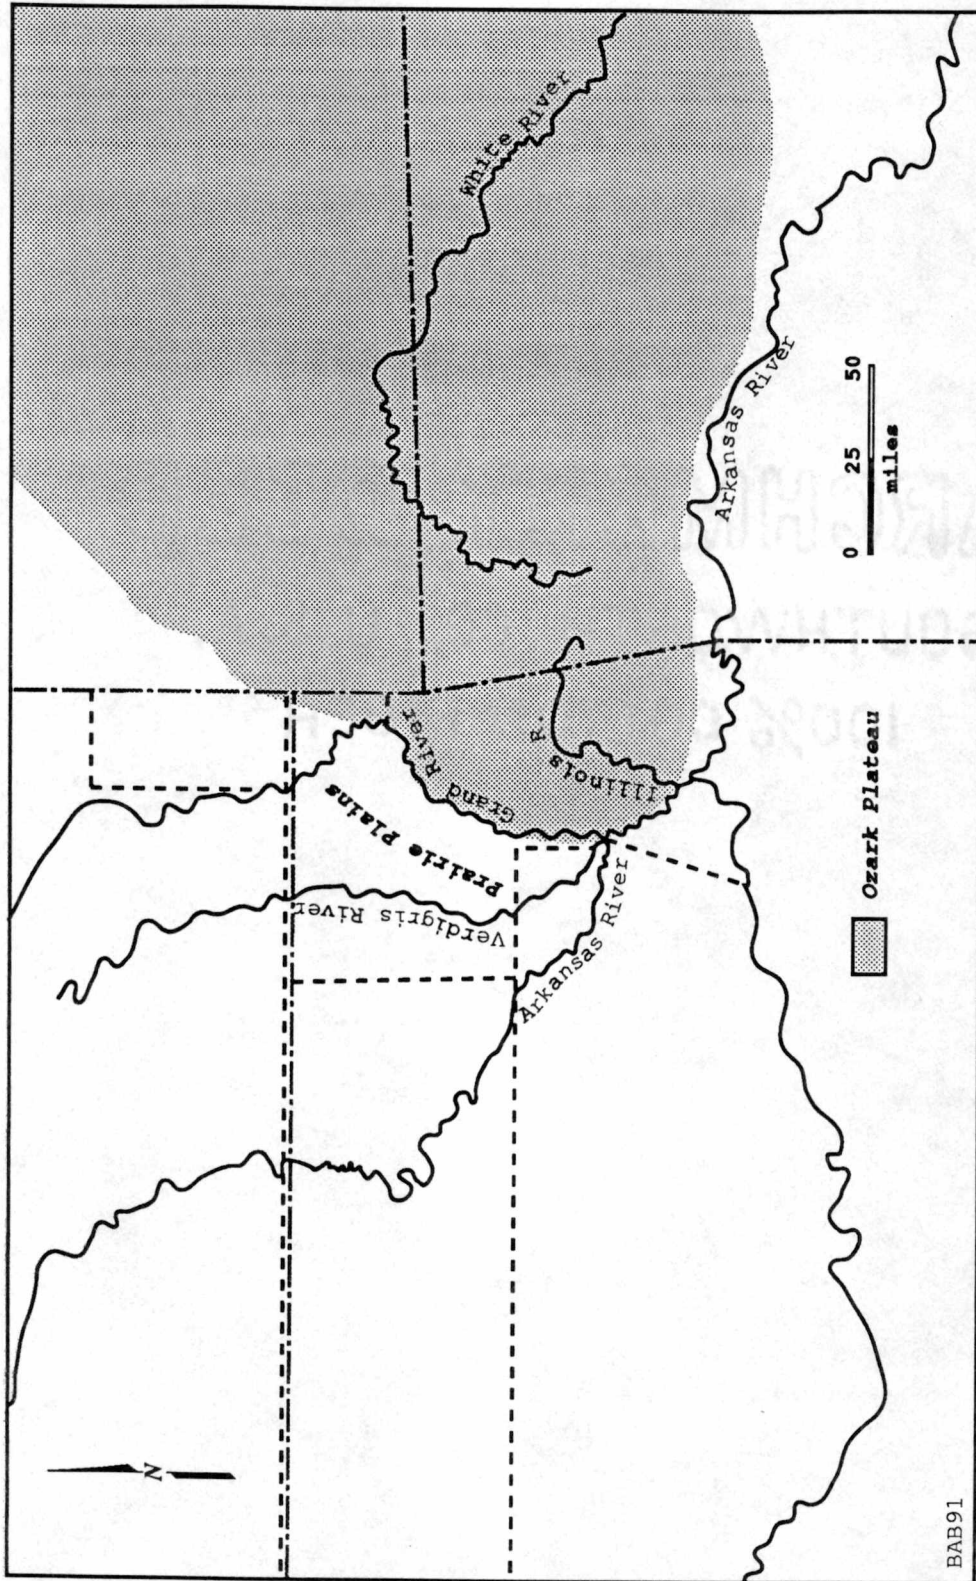 N
White River
Grand River
Prairie Plains
Verdigris River
Illinois R.
Arkansas River
Arkansas River
0 25 50
miles
Ozark Plateau
BAB91